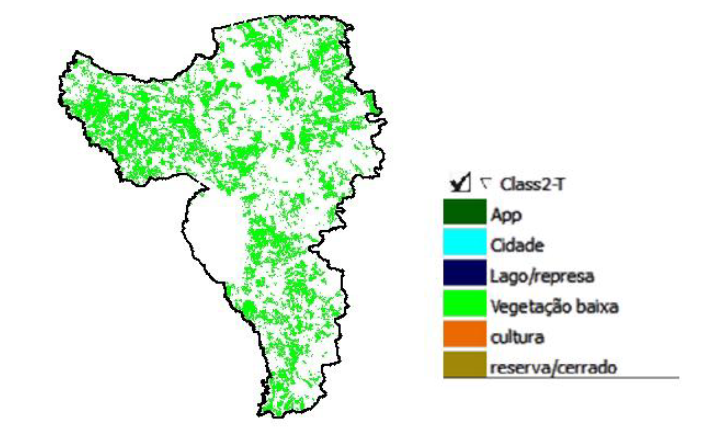 Class2-T
App
Cidade
Lago/represa
Vegetação baixa
cultura
reserva/cerrado